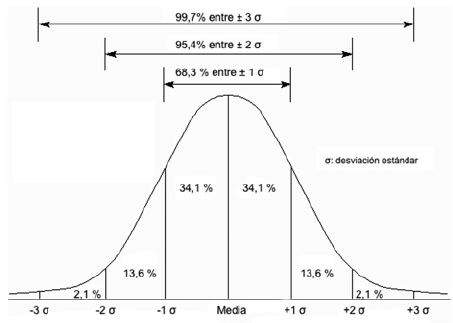 99,7% entre ± 3 σ
95,4% entre ± 2 σ
68,3 % entre ± 1 σ
σ: desviación estándar
34,1 % 34,1 %
13,6 % 13,6 %
2,1 % 2,1 %
-3 σ -2 σ -1 σ Media +1 σ +2 σ +3 σ